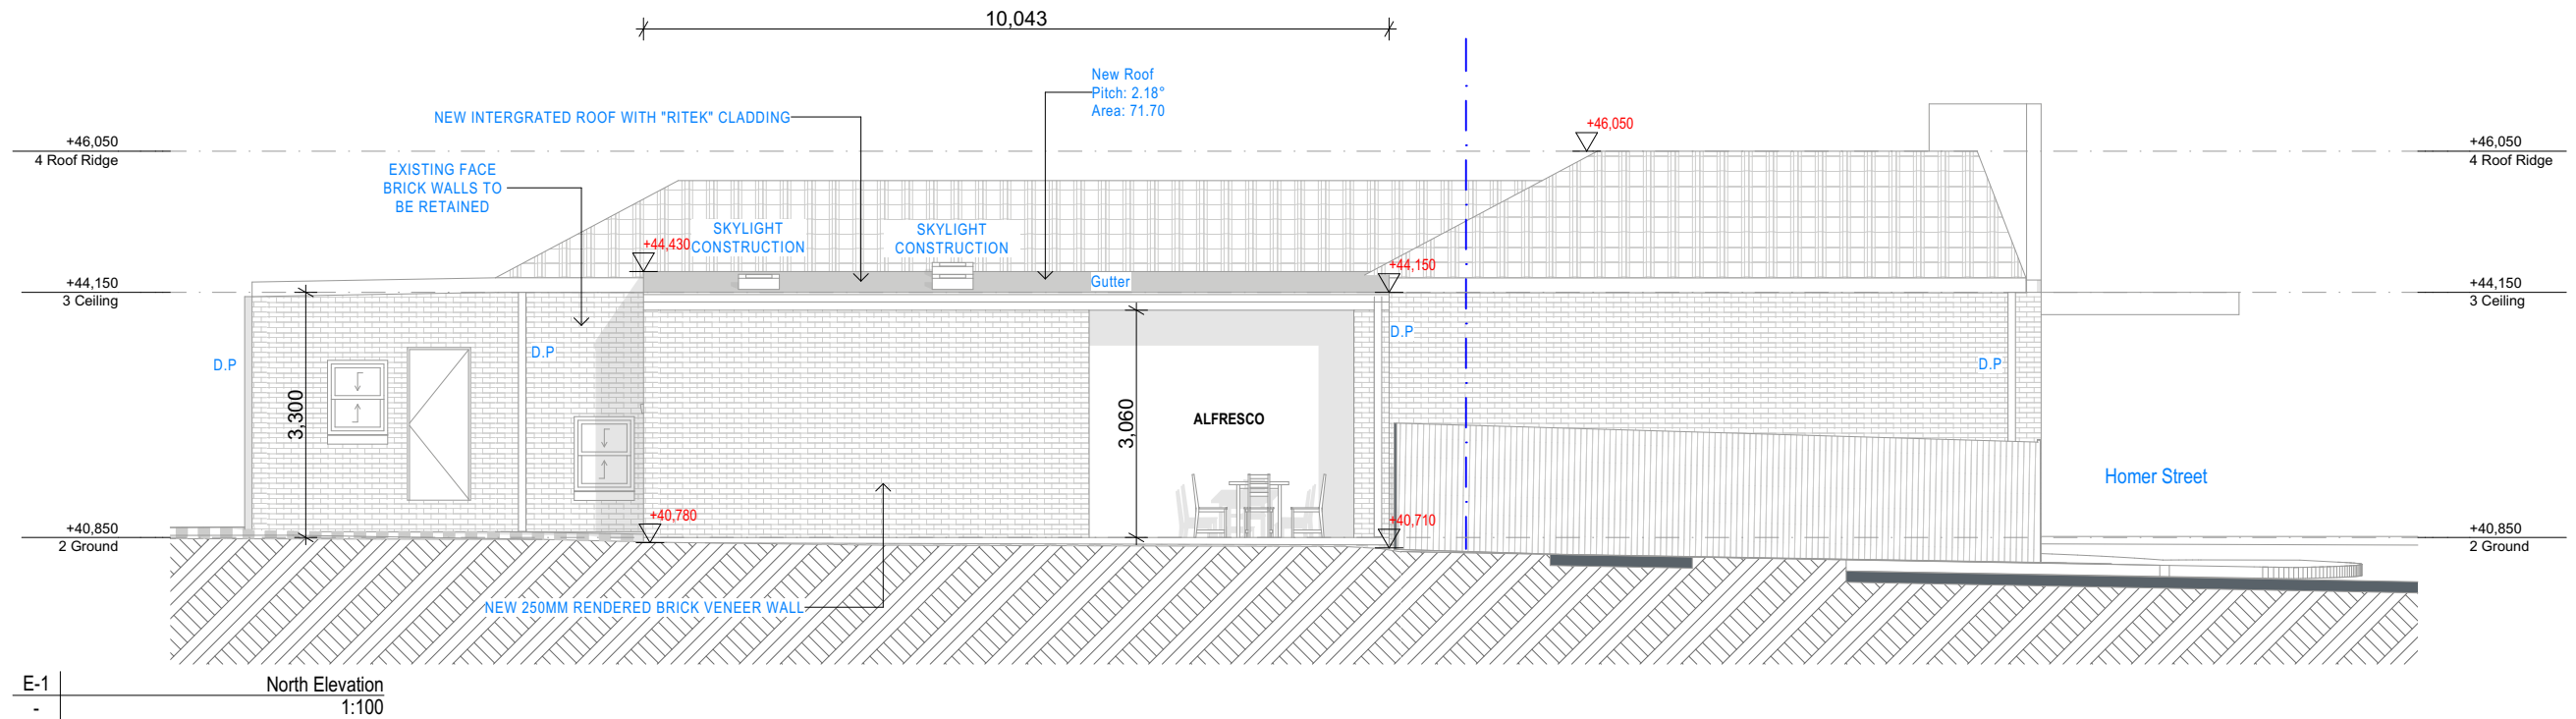 10,043
New Roof
Pitch: 2.18°
Area: 71.70
NEW INTERGRATED ROOF WITH "RITEK" CLADDING
+46,050
+46,050
4 Roof Ridge
+46,050
4 Roof Ridge
EXISTING FACE
BRICK WALLS TO
BE RETAINED
SKYLIGHT
CONSTRUCTION
SKYLIGHT
CONSTRUCTION
+44,430
+44,150
Gutter
+44,150
3 Ceiling
+44,150
3 Ceiling
D.P
D.P
D.P
D.P
3,300
3,060
ALFRESCO
Homer Street
+40,780
+40,710
+40,850
2 Ground
+40,850
2 Ground
NEW 250MM RENDERED BRICK VENEER WALL
E-1
North Elevation
-
1:100